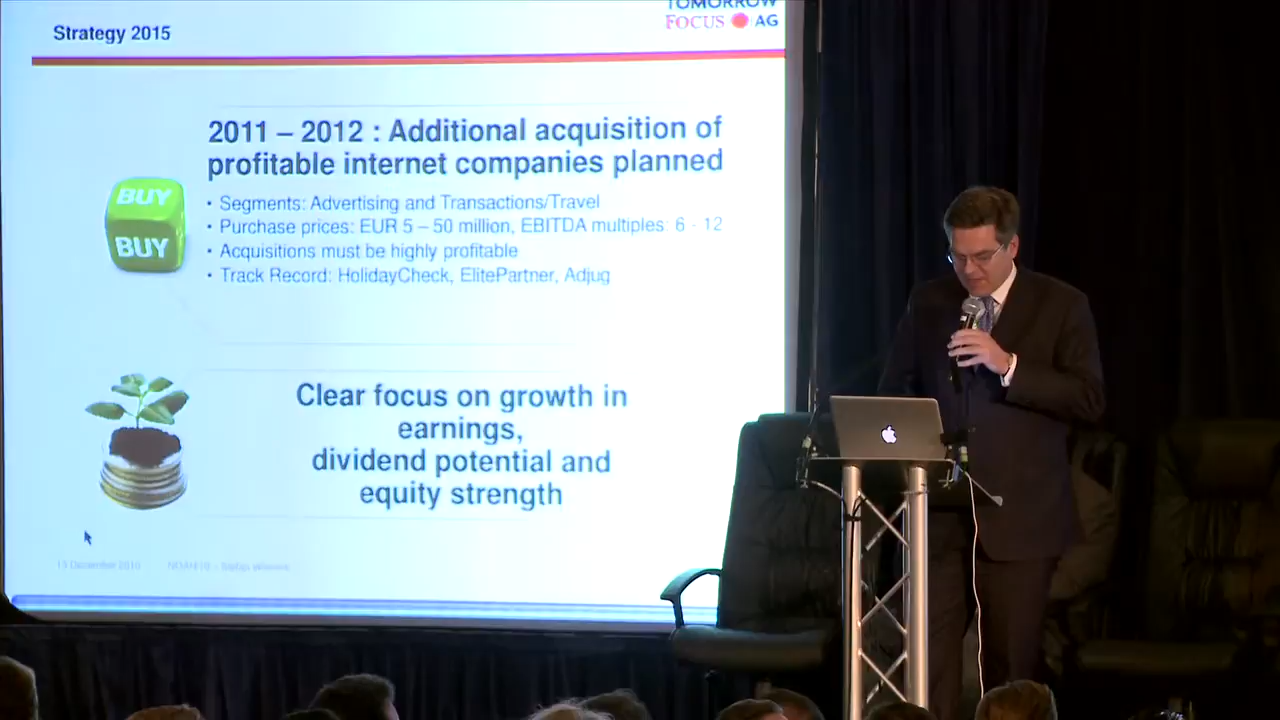 Strategy 2015
TOMORROW
FOCUS AG
2011 – 2012 : Additional acquisition of
profitable internet companies planned
BUY
BUY
• Segments: Advertising and Transactions/Travel
• Purchase prices: EUR 5 – 50 million, EBITDA multiples: 6 - 12
• Acquisitions must be highly profitable
• Track Record: HolidayCheck, ElitePartner, Adjug
Clear focus on growth in
earnings,
dividend potential and
equity strength